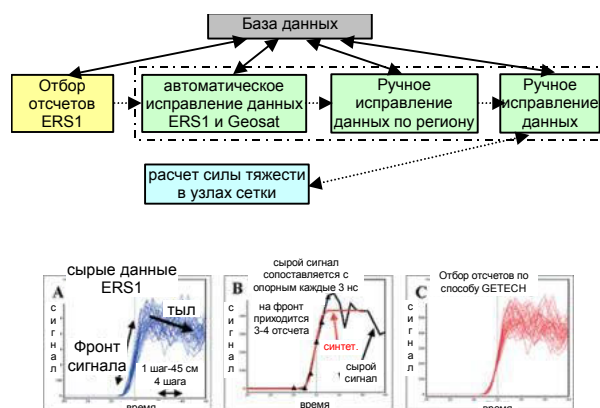 База данных
Отбор
отсчетов
ERS1
автоматическое
исправление данных
ERS1 и Geosat
Ручное
исправление
данных по региону
Ручное
исправление
данных
расчет силы тяжести
в узлах сетки
A
сырые данные
ERS1
тыл
Фронт
сигнала
1 шаг-45 см
4 шага
сигнал
время
B
сырой сигнал
сопоставляется с
опорным каждые 3 нс
на фронт
приходится
3-4 отсчета
синтет.
сырой
сигнал
сигнал
время
C
Отбор отсчетов по
способу GETECH
сигнал
время